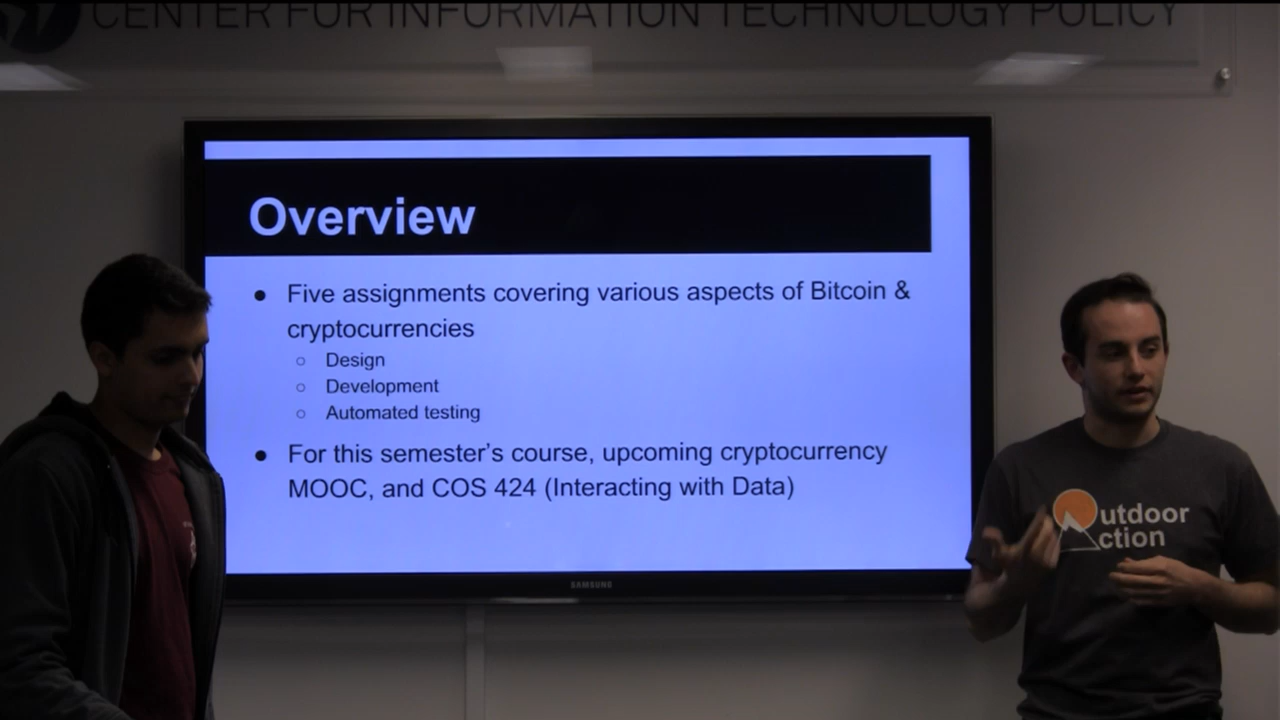 CENTER FOR INFORMATION TECHNOLOGY POLICY
Overview
● Five assignments covering various aspects of Bitcoin &
cryptocurrencies
○ Design
○ Development
○ Automated testing
● For this semester's course, upcoming cryptocurrency
MOOC, and COS 424 (Interacting with Data)
SAMSUNG
utdoor
ction